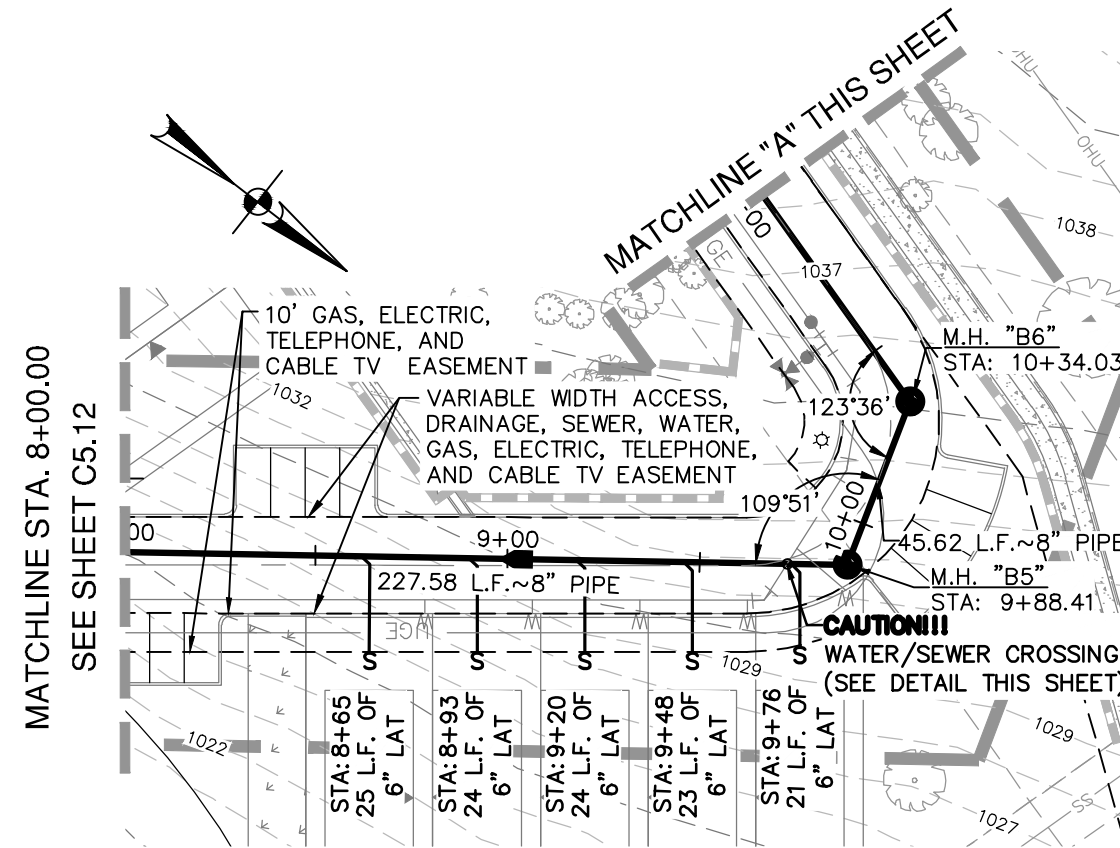 MATCHLINE "A" THIS SHEET
OHU
OHU
1038
-00
GE
1037
10' GAS, ELECTRIC,
TELEPHONE, AND
CABLE TV EASEMENT
M.H. "B6"
STA: 10+34.03
MATCHLINE STA. 8+00.00
SEE SHEET C5.12
1032
VARIABLE WIDTH ACCESS,
DRAINAGE, SEWER, WATER,
GAS, ELECTRIC, TELEPHONE,
AND CABLE TV EASEMENT
123°36'
109°51'
10+00
00
9+00
45.62 L.F.~8" PIPE
227.58 L.F.~8" PIPE
M.H. "B5"
STA: 9+88.41
W
W
W
W
W
GE
CAUTION!!!
WATER/SEWER CROSSING
(SEE DETAIL THIS SHEET)
S
S
S
S
S
1029
STA: 8+65
25 L.F. OF
6" LAT
STA: 8+93
24 L.F. OF
6" LAT
STA: 9+20
24 L.F. OF
6" LAT
STA: 9+48
23 L.F. OF
6" LAT
STA: 9+76
21 L.F. OF
6" LAT
1022
1029
SS
1027